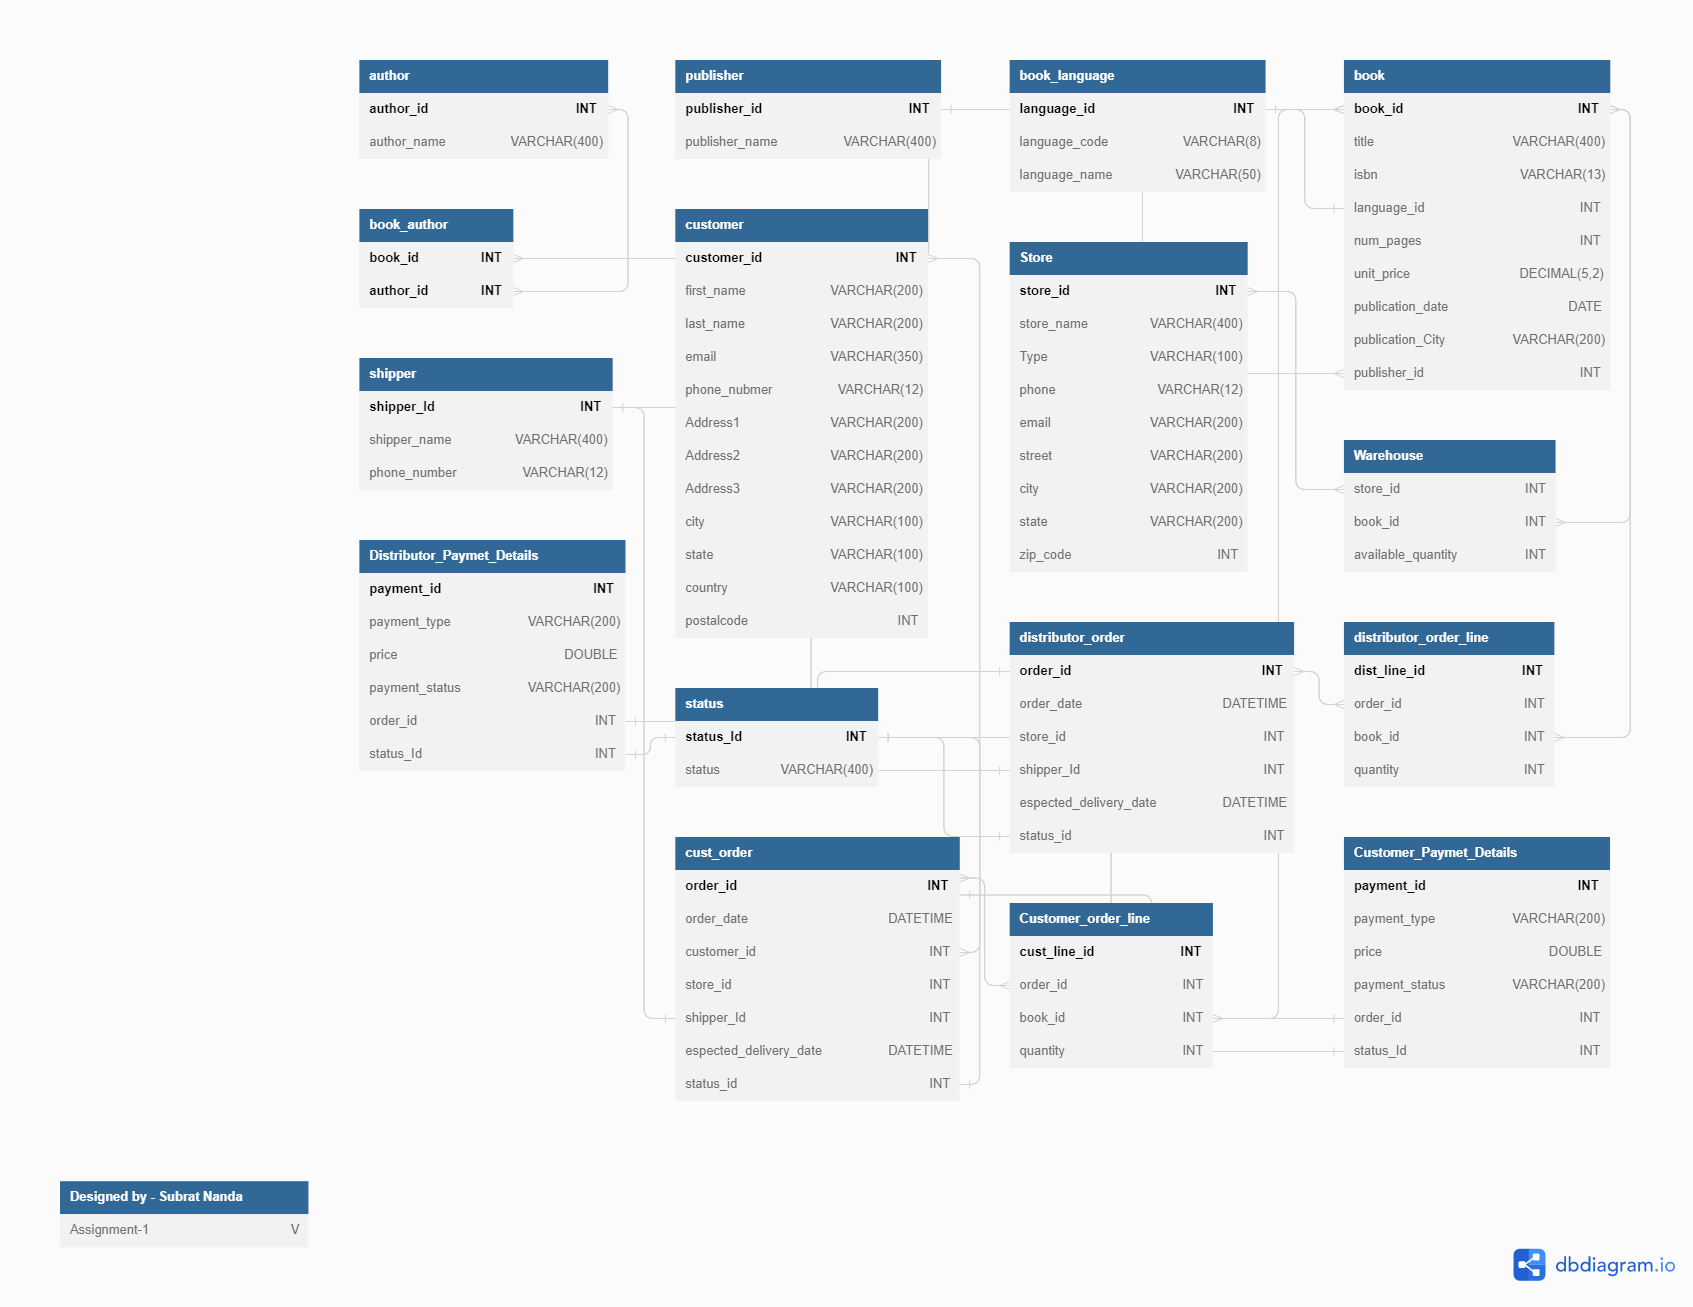 author
author_id INT
author_name VARCHAR(400)
publisher
publisher_id INT
publisher_name VARCHAR(400)
book_language
language_id INT
language_code VARCHAR(8)
language_name VARCHAR(50)
book
book_id INT
title VARCHAR(400)
isbn VARCHAR(13)
language_id INT
num_pages INT
unit_price DECIMAL(5,2)
publication_date DATE
publication_City VARCHAR(200)
publisher_id INT
book_author
book_id INT
author_id INT
customer
customer_id INT
first_name VARCHAR(200)
last_name VARCHAR(200)
email VARCHAR(350)
phone_nubmer VARCHAR(12)
Address1 VARCHAR(200)
Address2 VARCHAR(200)
Address3 VARCHAR(200)
city VARCHAR(100)
state VARCHAR(100)
country VARCHAR(100)
postalcode INT
Store
store_id INT
store_name VARCHAR(400)
Type VARCHAR(100)
phone VARCHAR(12)
email VARCHAR(200)
street VARCHAR(200)
city VARCHAR(200)
state VARCHAR(200)
zip_code INT
shipper
shipper_Id INT
shipper_name VARCHAR(400)
phone_number VARCHAR(12)
Warehouse
store_id INT
book_id INT
available_quantity INT
Distributor_Paymet_Details
payment_id INT
payment_type VARCHAR(200)
price DOUBLE
payment_status VARCHAR(200)
order_id INT
status_Id INT
status
status_Id INT
status VARCHAR(400)
distributor_order
order_id INT
order_date DATETIME
store_id INT
shipper_Id INT
espected_delivery_date DATETIME
status_id INT
distributor_order_line
dist_line_id INT
order_id INT
book_id INT
quantity INT
cust_order
order_id INT
order_date DATETIME
customer_id INT
store_id INT
shipper_Id INT
espected_delivery_date DATETIME
status_id INT
Customer_order_line
cust_line_id INT
order_id INT
book_id INT
quantity INT
Customer_Paymet_Details
payment_id INT
payment_type VARCHAR(200)
price DOUBLE
payment_status VARCHAR(200)
order_id INT
status_Id INT
Designed by - Subrat Nanda
Assignment-1 V
dbdiagram.io